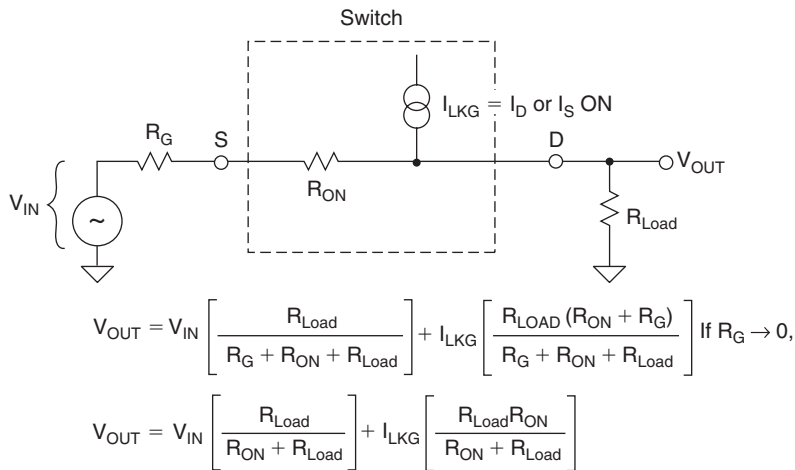 Switch
I_LKG = I_D or I_S ON
R_G
S
D
V_OUT
R_ON
V_IN
~
R_Load
V_OUT = V_IN [ R_Load / (R_G + R_ON + R_Load) ] + I_LKG [ R_LOAD (R_ON + R_G) / (R_G + R_ON + R_Load) ] If R_G → 0,
V_OUT = V_IN [ R_Load / (R_ON + R_Load) ] + I_LKG [ R_Load R_ON / (R_ON + R_Load) ]